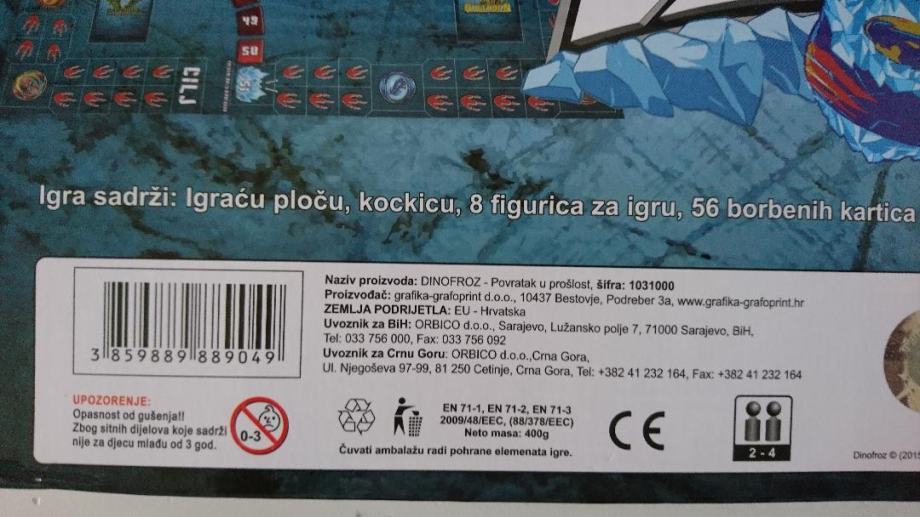 49
50
CILJ
51
Igra sadrži: Igraću ploču, kockicu, 8 figurica za igru, 56 borbenih kartica
Naziv proizvoda: DINOFROZ - Povratak u prošlost, šifra: 1031000
Proizvođač: grafika-grafoprint d.o.o., 10437 Bestovje, Podreber 3a, www.grafika-grafoprint.hr
ZEMLJA PODRIJETLA: EU - Hrvatska
Uvoznik za BiH: ORBICO d.o.o., Sarajevo, Lužansko polje 7, 71000 Sarajevo, BiH,
Tel: 033 756 000, Fax: 033 756 092
Uvoznik za Crnu Goru: ORBICO d.o.o.,Crna Gora,
Ul. Njegoševa 97-99, 81 250 Cetinje, Crna Gora, Tel: +382 41 232 164, Fax: +382 41 232 164
3 859889 889049
UPOZORENJE:
Opasnost od gušenja!!
Zbog sitnih dijelova koje sadrži
nije za djecu mlađu od 3 god.
0-3
EN 71-1, EN 71-2, EN 71-3
2009/48/EEC, (88/378/EEC)
Neto masa: 400g
Čuvati ambalažu radi pohrane elemenata igre.
CE
2 - 4
Dinofroz © (2015